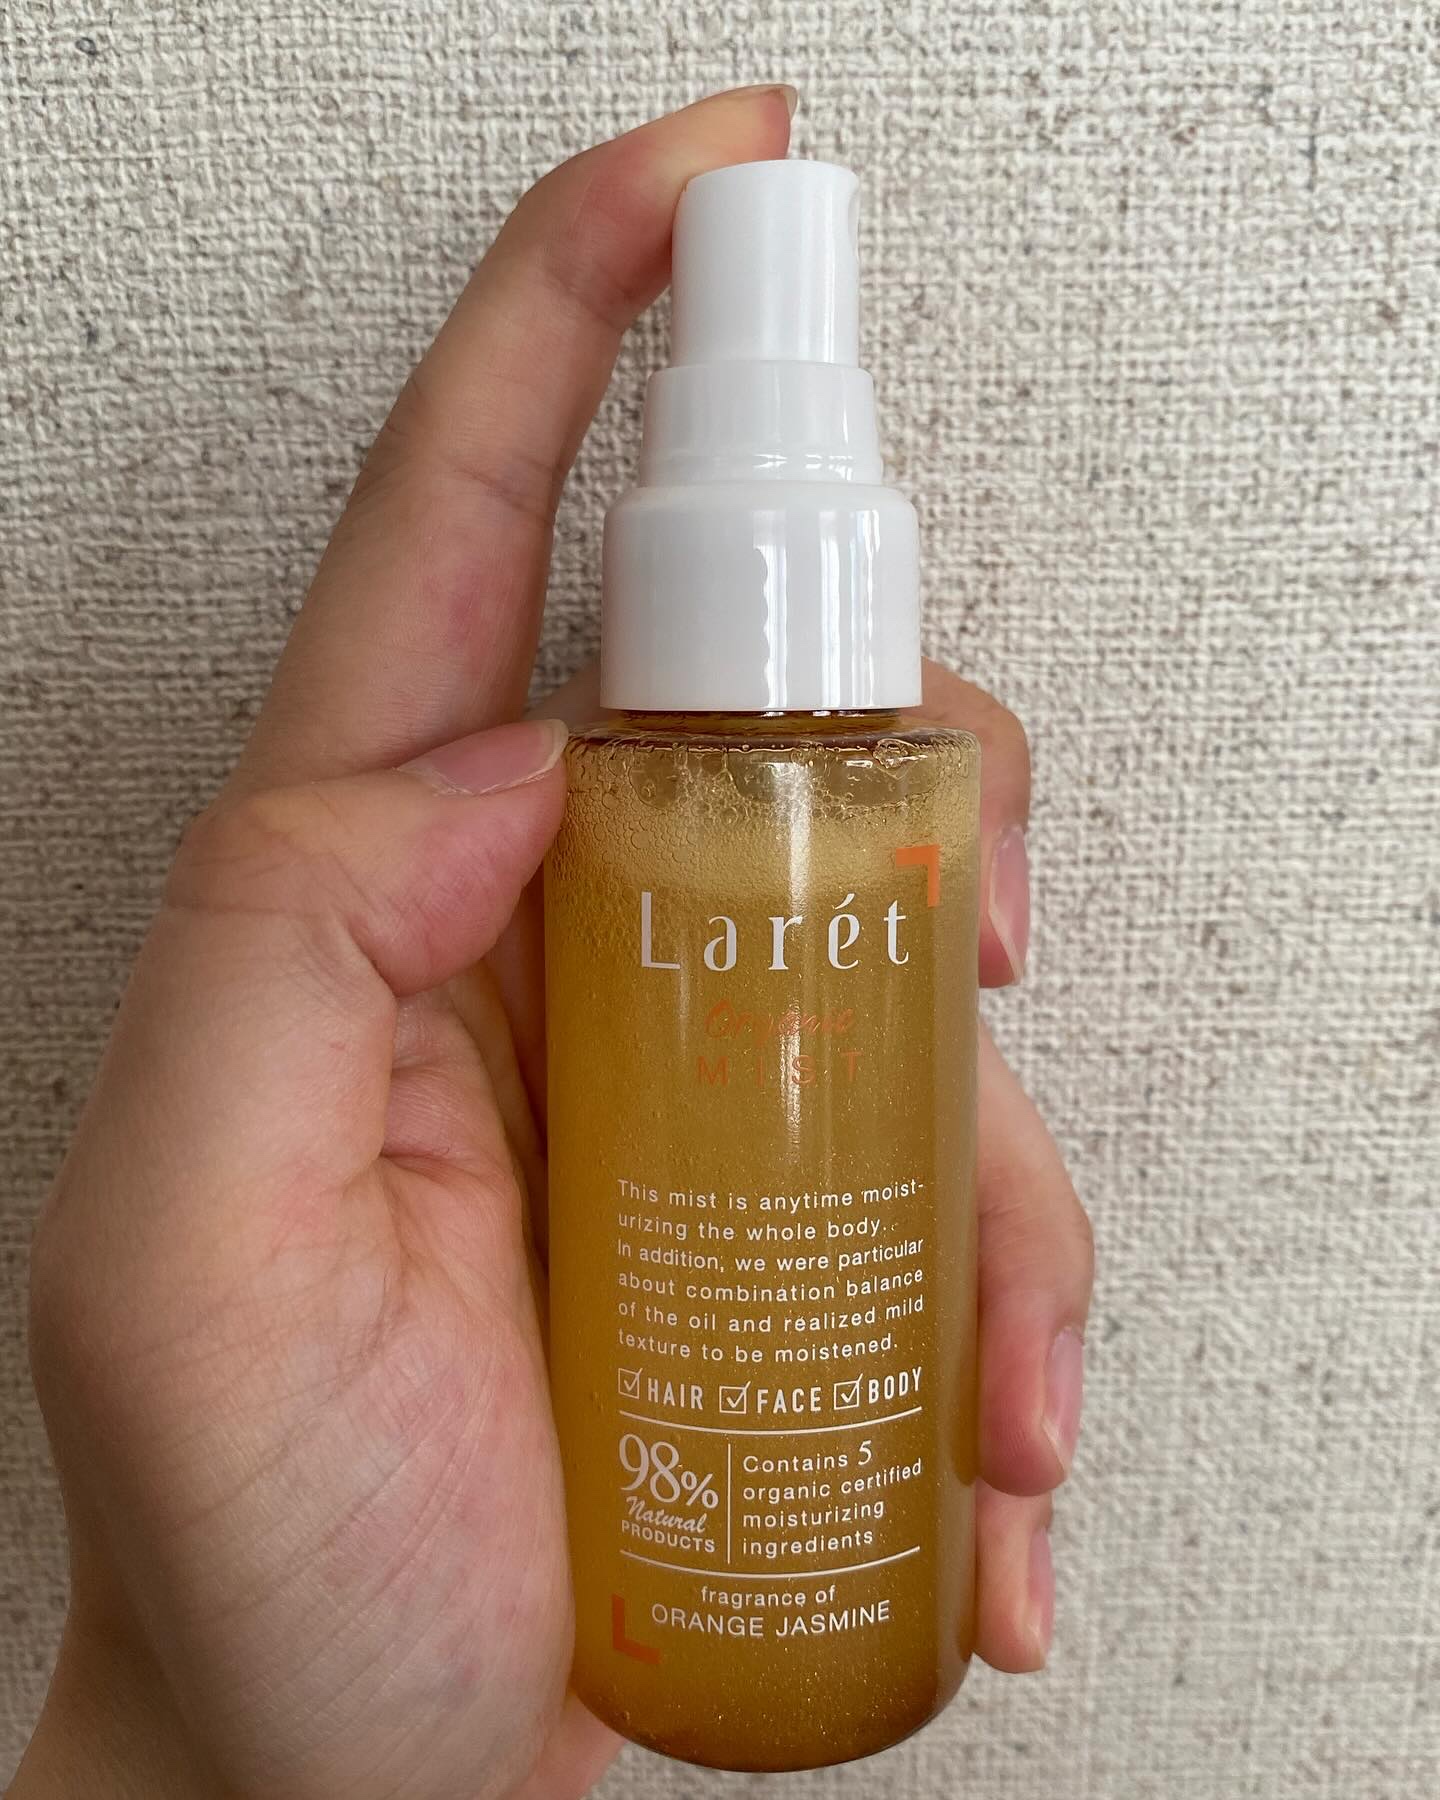 Larét
Organic
MIST
This mist is anytime moist-
urizing the whole body.
In addition, we were particular
about combination balance
of the oil and realized mild
texture to be moistened.
HAIR FACE BODY
98%
Natural
PRODUCTS
Contains 5
organic certified
moisturizing
ingredients
fragrance of
ORANGE JASMINE